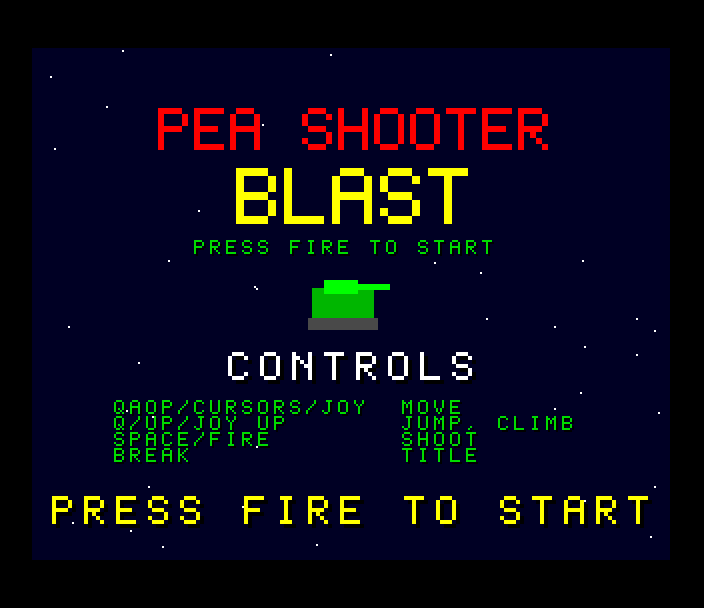 PEA SHOOTER
BLAST
PRESS FIRE TO START
CONTROLS
QAOP/CURSORS/JOY MOVE
Q/UP/JOY UP JUMP, CLIMB
SPACE/FIRE SHOOT
BREAK TITLE
PRESS FIRE TO START